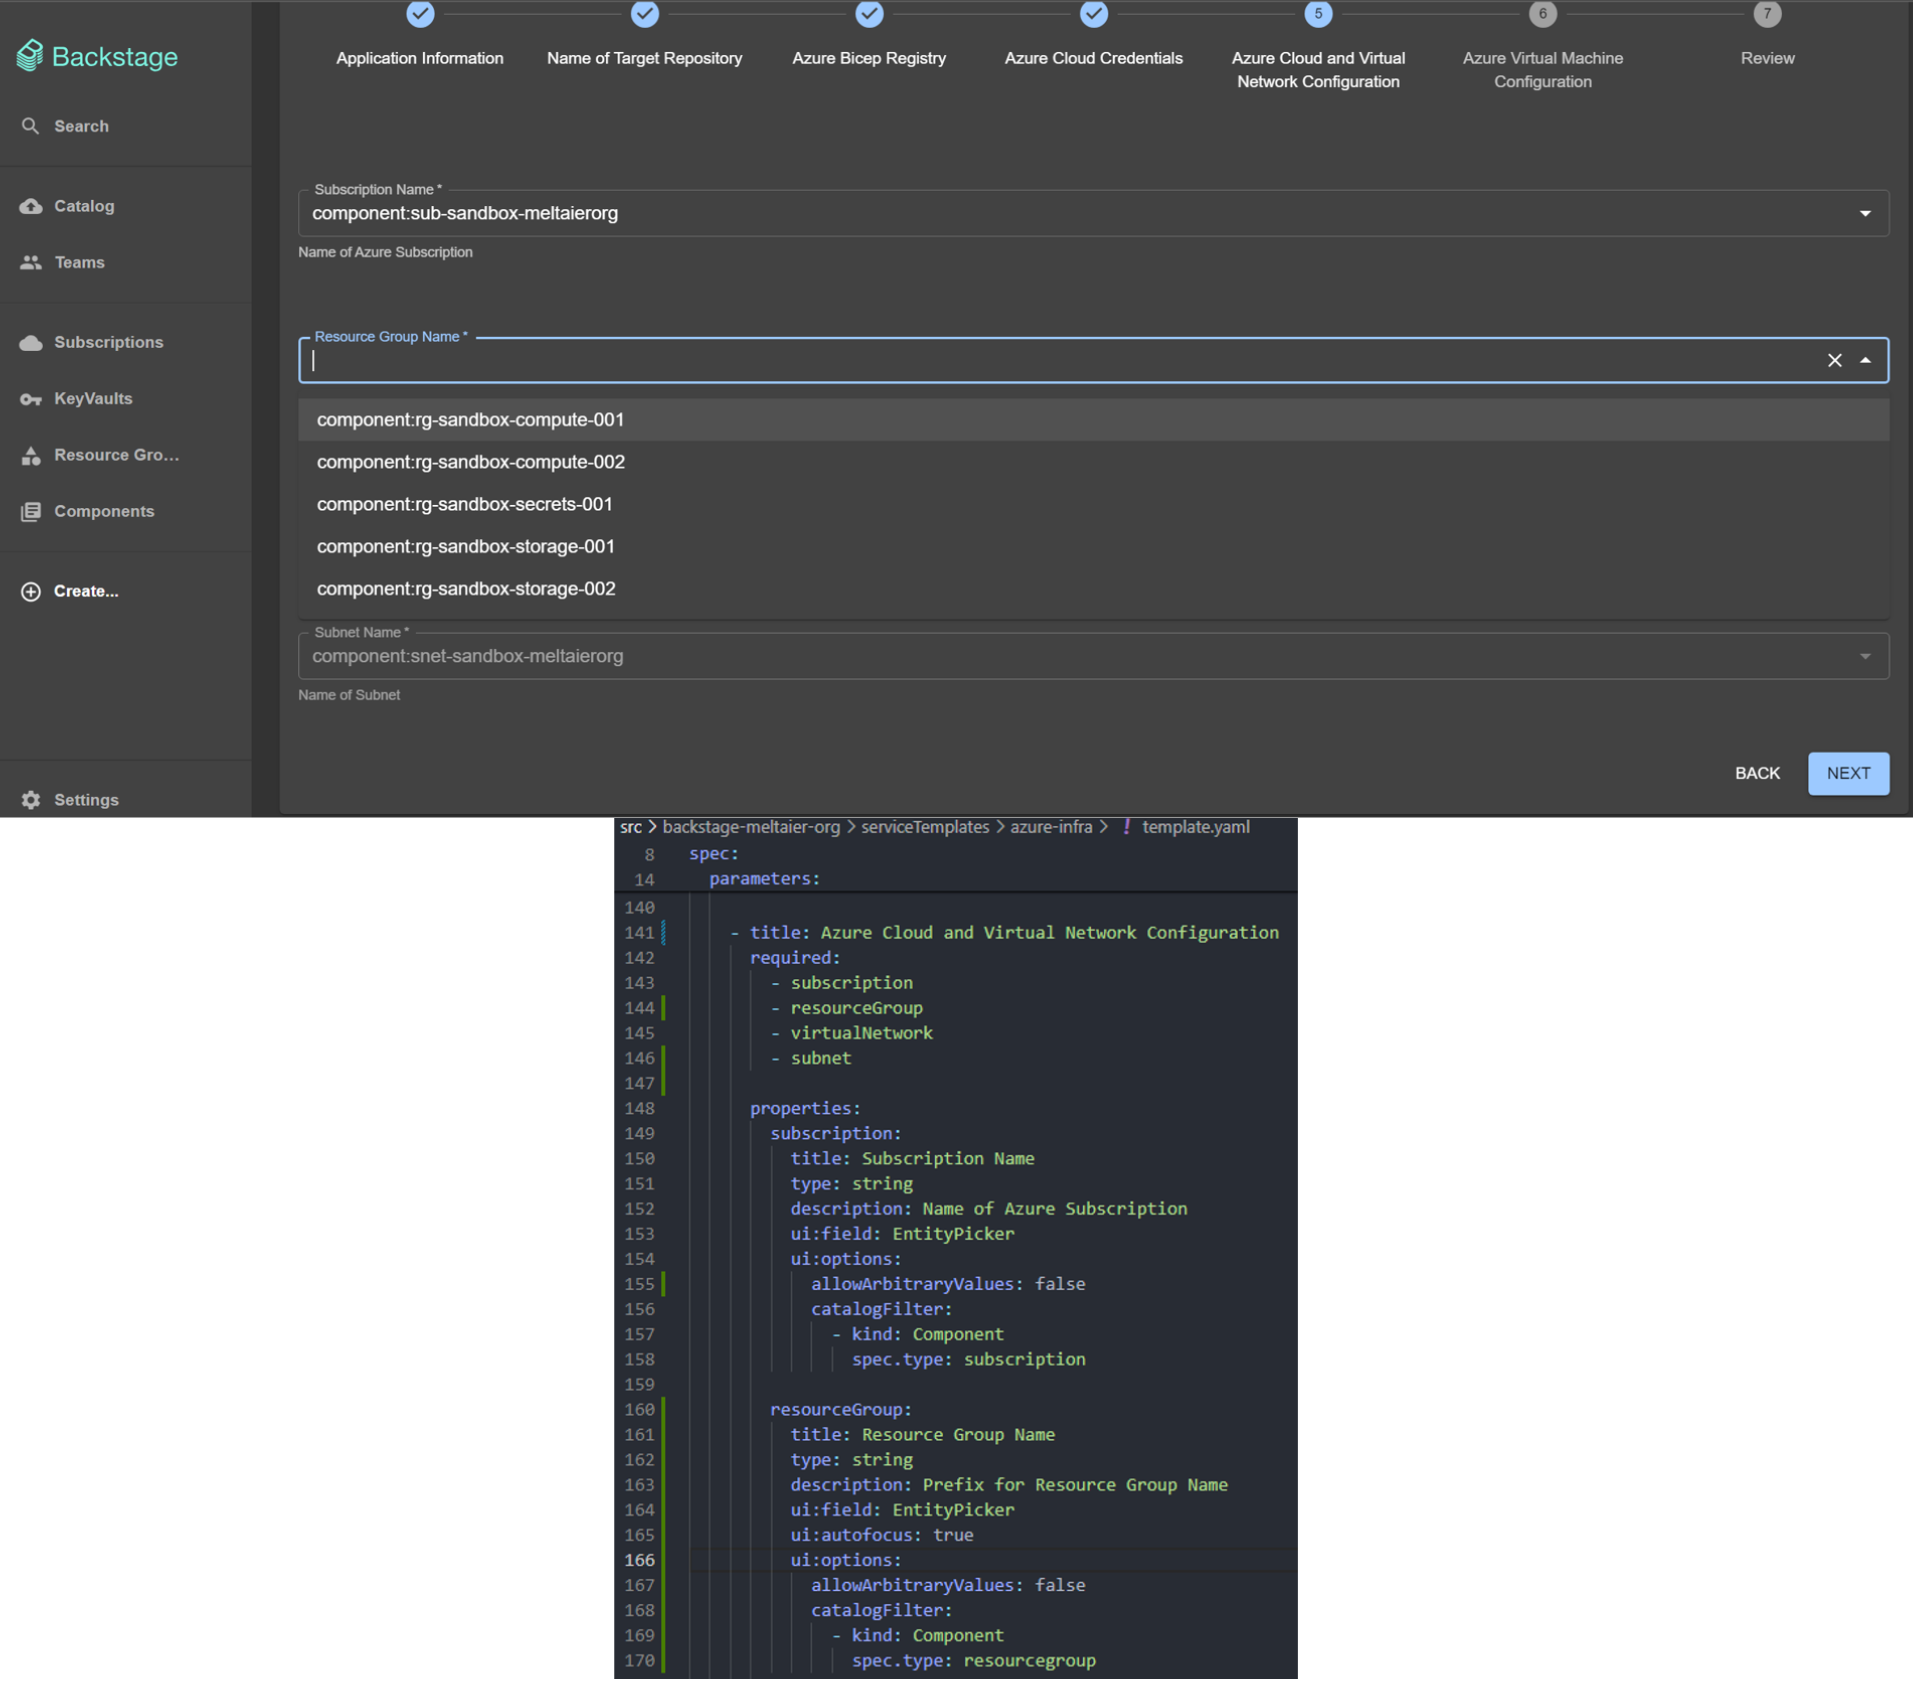 Backstage
Search
Catalog
Teams
Subscriptions
KeyVaults
Resource Gro...
Components
Create...
Settings
5 6 7
Application Information Name of Target Repository Azure Bicep Registry Azure Cloud Credentials Azure Cloud and Virtual Azure Virtual Machine Review
Network Configuration Configuration
Subscription Name *
component:sub-sandbox-meltaierorg
Name of Azure Subscription
Resource Group Name *
component:rg-sandbox-compute-001
component:rg-sandbox-compute-002
component:rg-sandbox-secrets-001
component:rg-sandbox-storage-001
component:rg-sandbox-storage-002
Subnet Name *
component:snet-sandbox-meltaierorg
Name of Subnet
BACK NEXT
src > backstage-meltaier-org > serviceTemplates > azure-infra > ! template.yaml
8 spec:
14 parameters:
140
141 - title: Azure Cloud and Virtual Network Configuration
142 required:
143 - subscription
144 - resourceGroup
145 - virtualNetwork
146 - subnet
147
148 properties:
149 subscription:
150 title: Subscription Name
151 type: string
152 description: Name of Azure Subscription
153 ui:field: EntityPicker
154 ui:options:
155 allowArbitraryValues: false
156 catalogFilter:
157 - kind: Component
158 spec.type: subscription
159
160 resourceGroup:
161 title: Resource Group Name
162 type: string
163 description: Prefix for Resource Group Name
164 ui:field: EntityPicker
165 ui:autofocus: true
166 ui:options:
167 allowArbitraryValues: false
168 catalogFilter:
169 - kind: Component
170 spec.type: resourcegroup